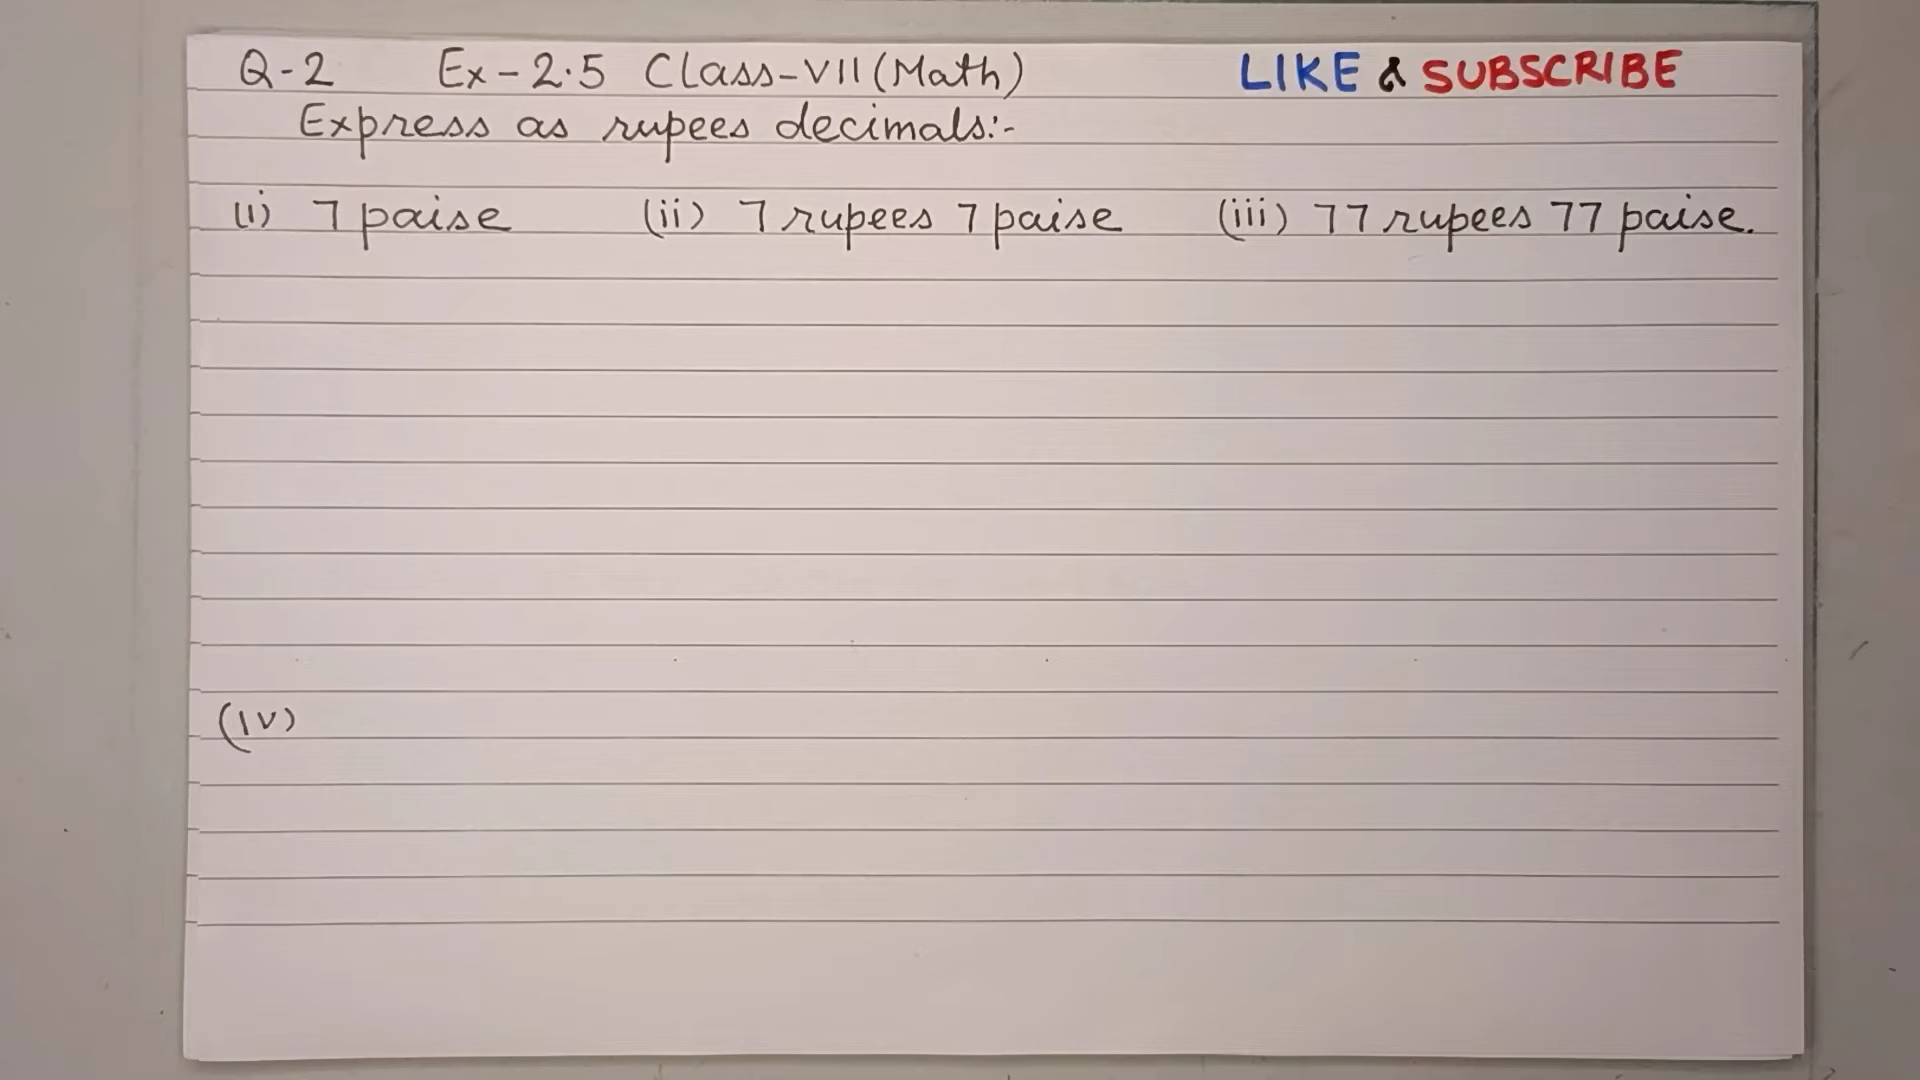 Q-2 Ex-2.5 Class-VII (Math) LIKE & SUBSCRIBE
Express as rupees decimals:-
(i) 7 paise (ii) 7 rupees 7 paise (iii) 77 rupees 77 paise.
(iv)